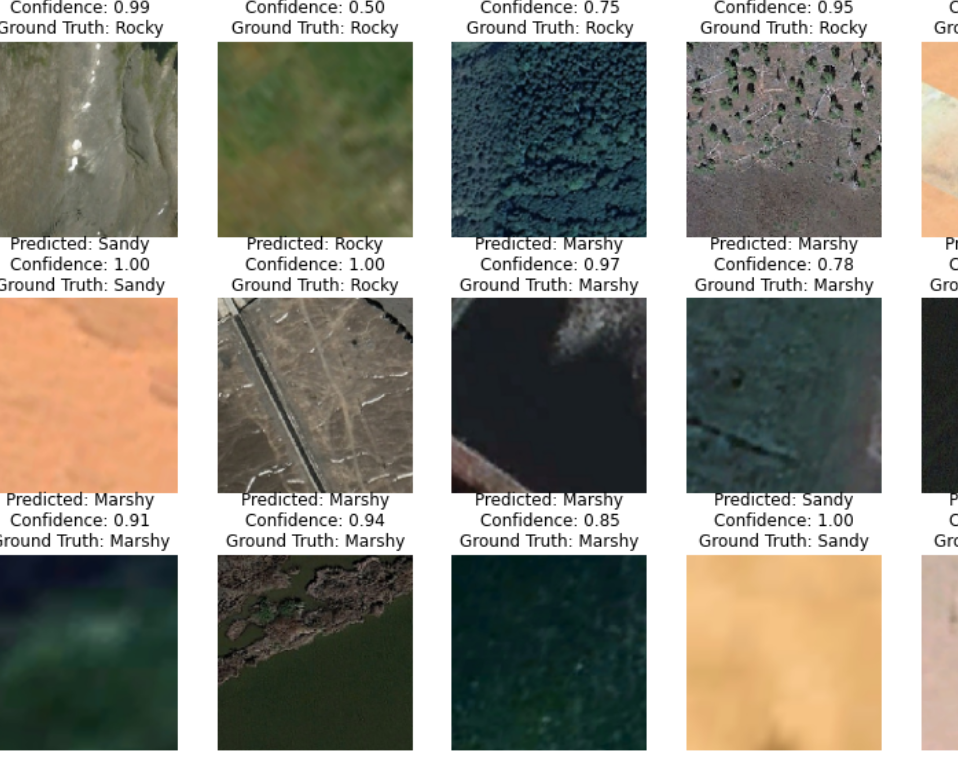 Confidence: 0.99 Confidence: 0.50 Confidence: 0.75 Confidence: 0.95
Ground Truth: Rocky Ground Truth: Rocky Ground Truth: Rocky Ground Truth: Rocky
Predicted: Sandy Predicted: Rocky Predicted: Marshy Predicted: Marshy
Confidence: 1.00 Confidence: 1.00 Confidence: 0.97 Confidence: 0.78
Ground Truth: Sandy Ground Truth: Rocky Ground Truth: Marshy Ground Truth: Marshy
Predicted: Marshy Predicted: Marshy Predicted: Marshy Predicted: Sandy
Confidence: 0.91 Confidence: 0.94 Confidence: 0.85 Confidence: 1.00
Ground Truth: Marshy Ground Truth: Marshy Ground Truth: Marshy Ground Truth: Sandy